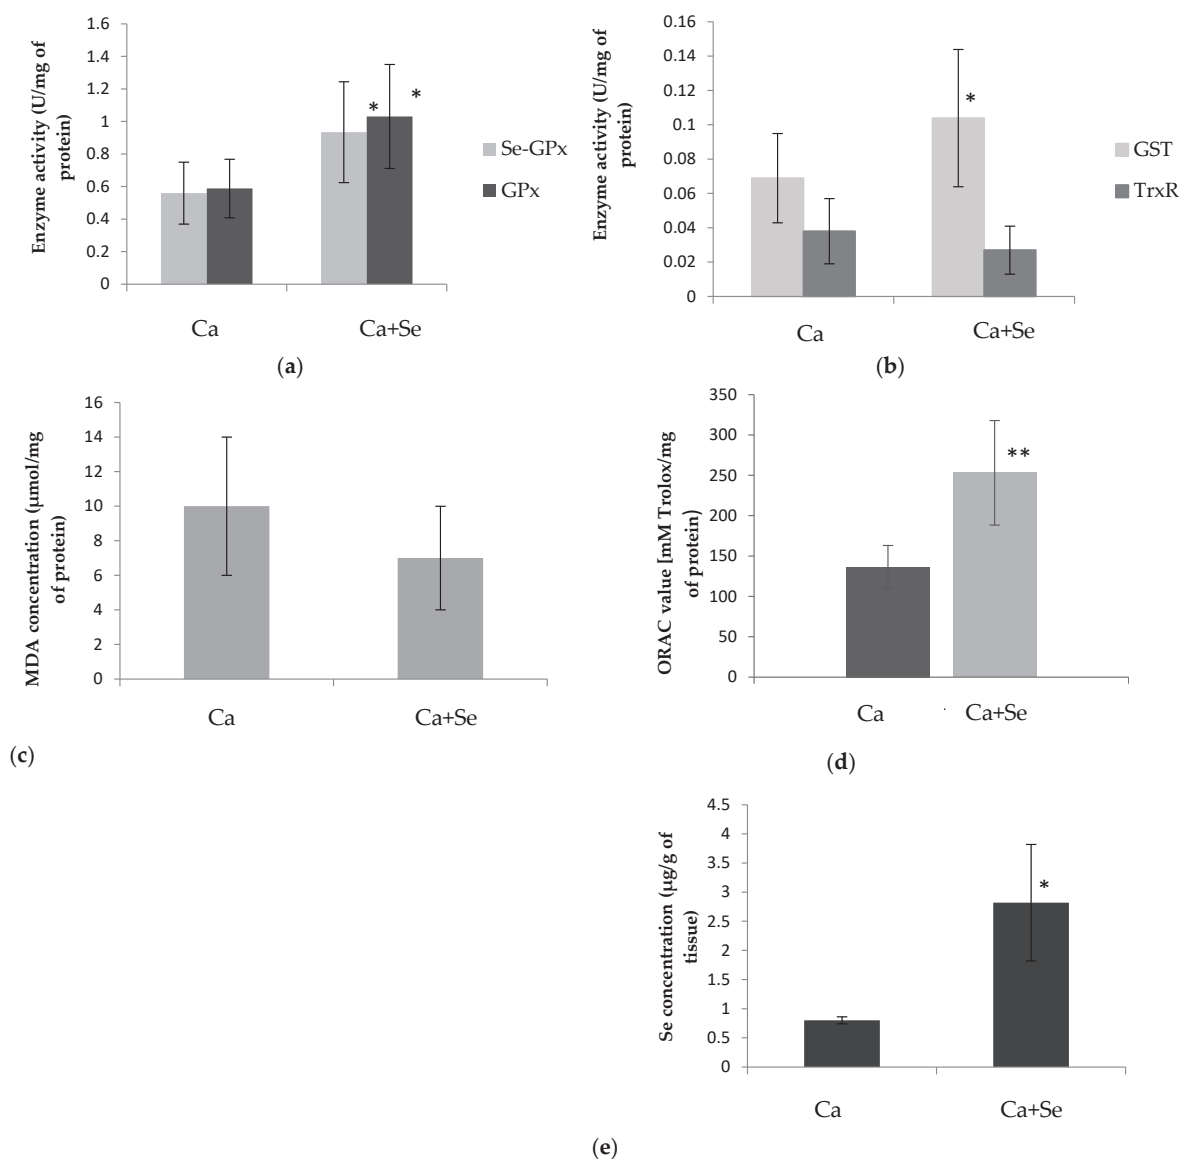 Enzyme activity (U/mg of
protein)
1.6
1.4
1.2
1
0.8
0.6
0.4
0.2
0
*
*
Se-GPx
GPx
Ca
Ca+Se
(a)
Enzyme activity (U/mg of
protein)
0.16
0.14
0.12
0.1
0.08
0.06
0.04
0.02
0
*
GST
TrxR
Ca
Ca+Se
(b)
MDA concentration (µmol/mg
of protein)
16
14
12
10
8
6
4
2
0
Ca
Ca+Se
(c)
ORAC value [mM Trolox/mg
of protein)
350
300
250
200
150
100
50
0
**
Ca
Ca+Se
(d)
Se concentration (µg/g of
tissue)
4.5
4
3.5
3
2.5
2
1.5
1
0.5
0
*
Ca
Ca+Se
(e)